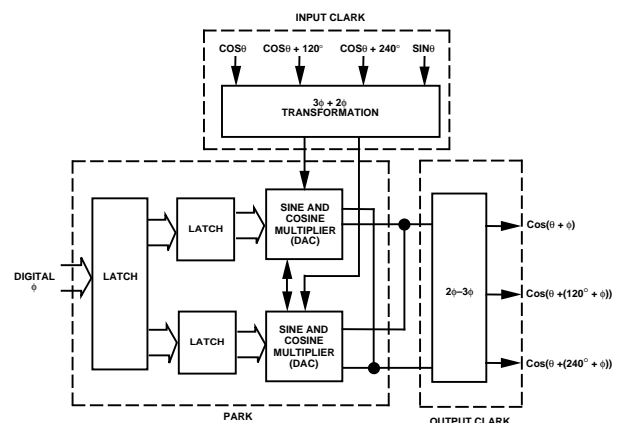 INPUT CLARK
COSθ
COSθ + 120°
COSθ + 240°
SINθ
3ϕ + 2ϕ
TRANSFORMATION
DIGITAL
ϕ
LATCH
LATCH
SINE AND
COSINE
MULTIPLIER
(DAC)
LATCH
SINE AND
COSINE
MULTIPLIER
(DAC)
PARK
2ϕ–3ϕ
Cos(θ + ϕ)
Cos(θ +(120° + ϕ))
Cos(θ +(240° + ϕ))
OUTPUT CLARK